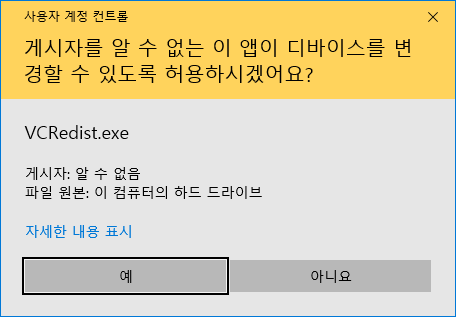 사용자 계정 컨트롤
게시자를 알 수 없는 이 앱이 디바이스를 변
경할 수 있도록 허용하시겠어요?
VCRedist.exe
게시자: 알 수 없음
파일 원본: 이 컴퓨터의 하드 드라이브
자세한 내용 표시
예
아니요